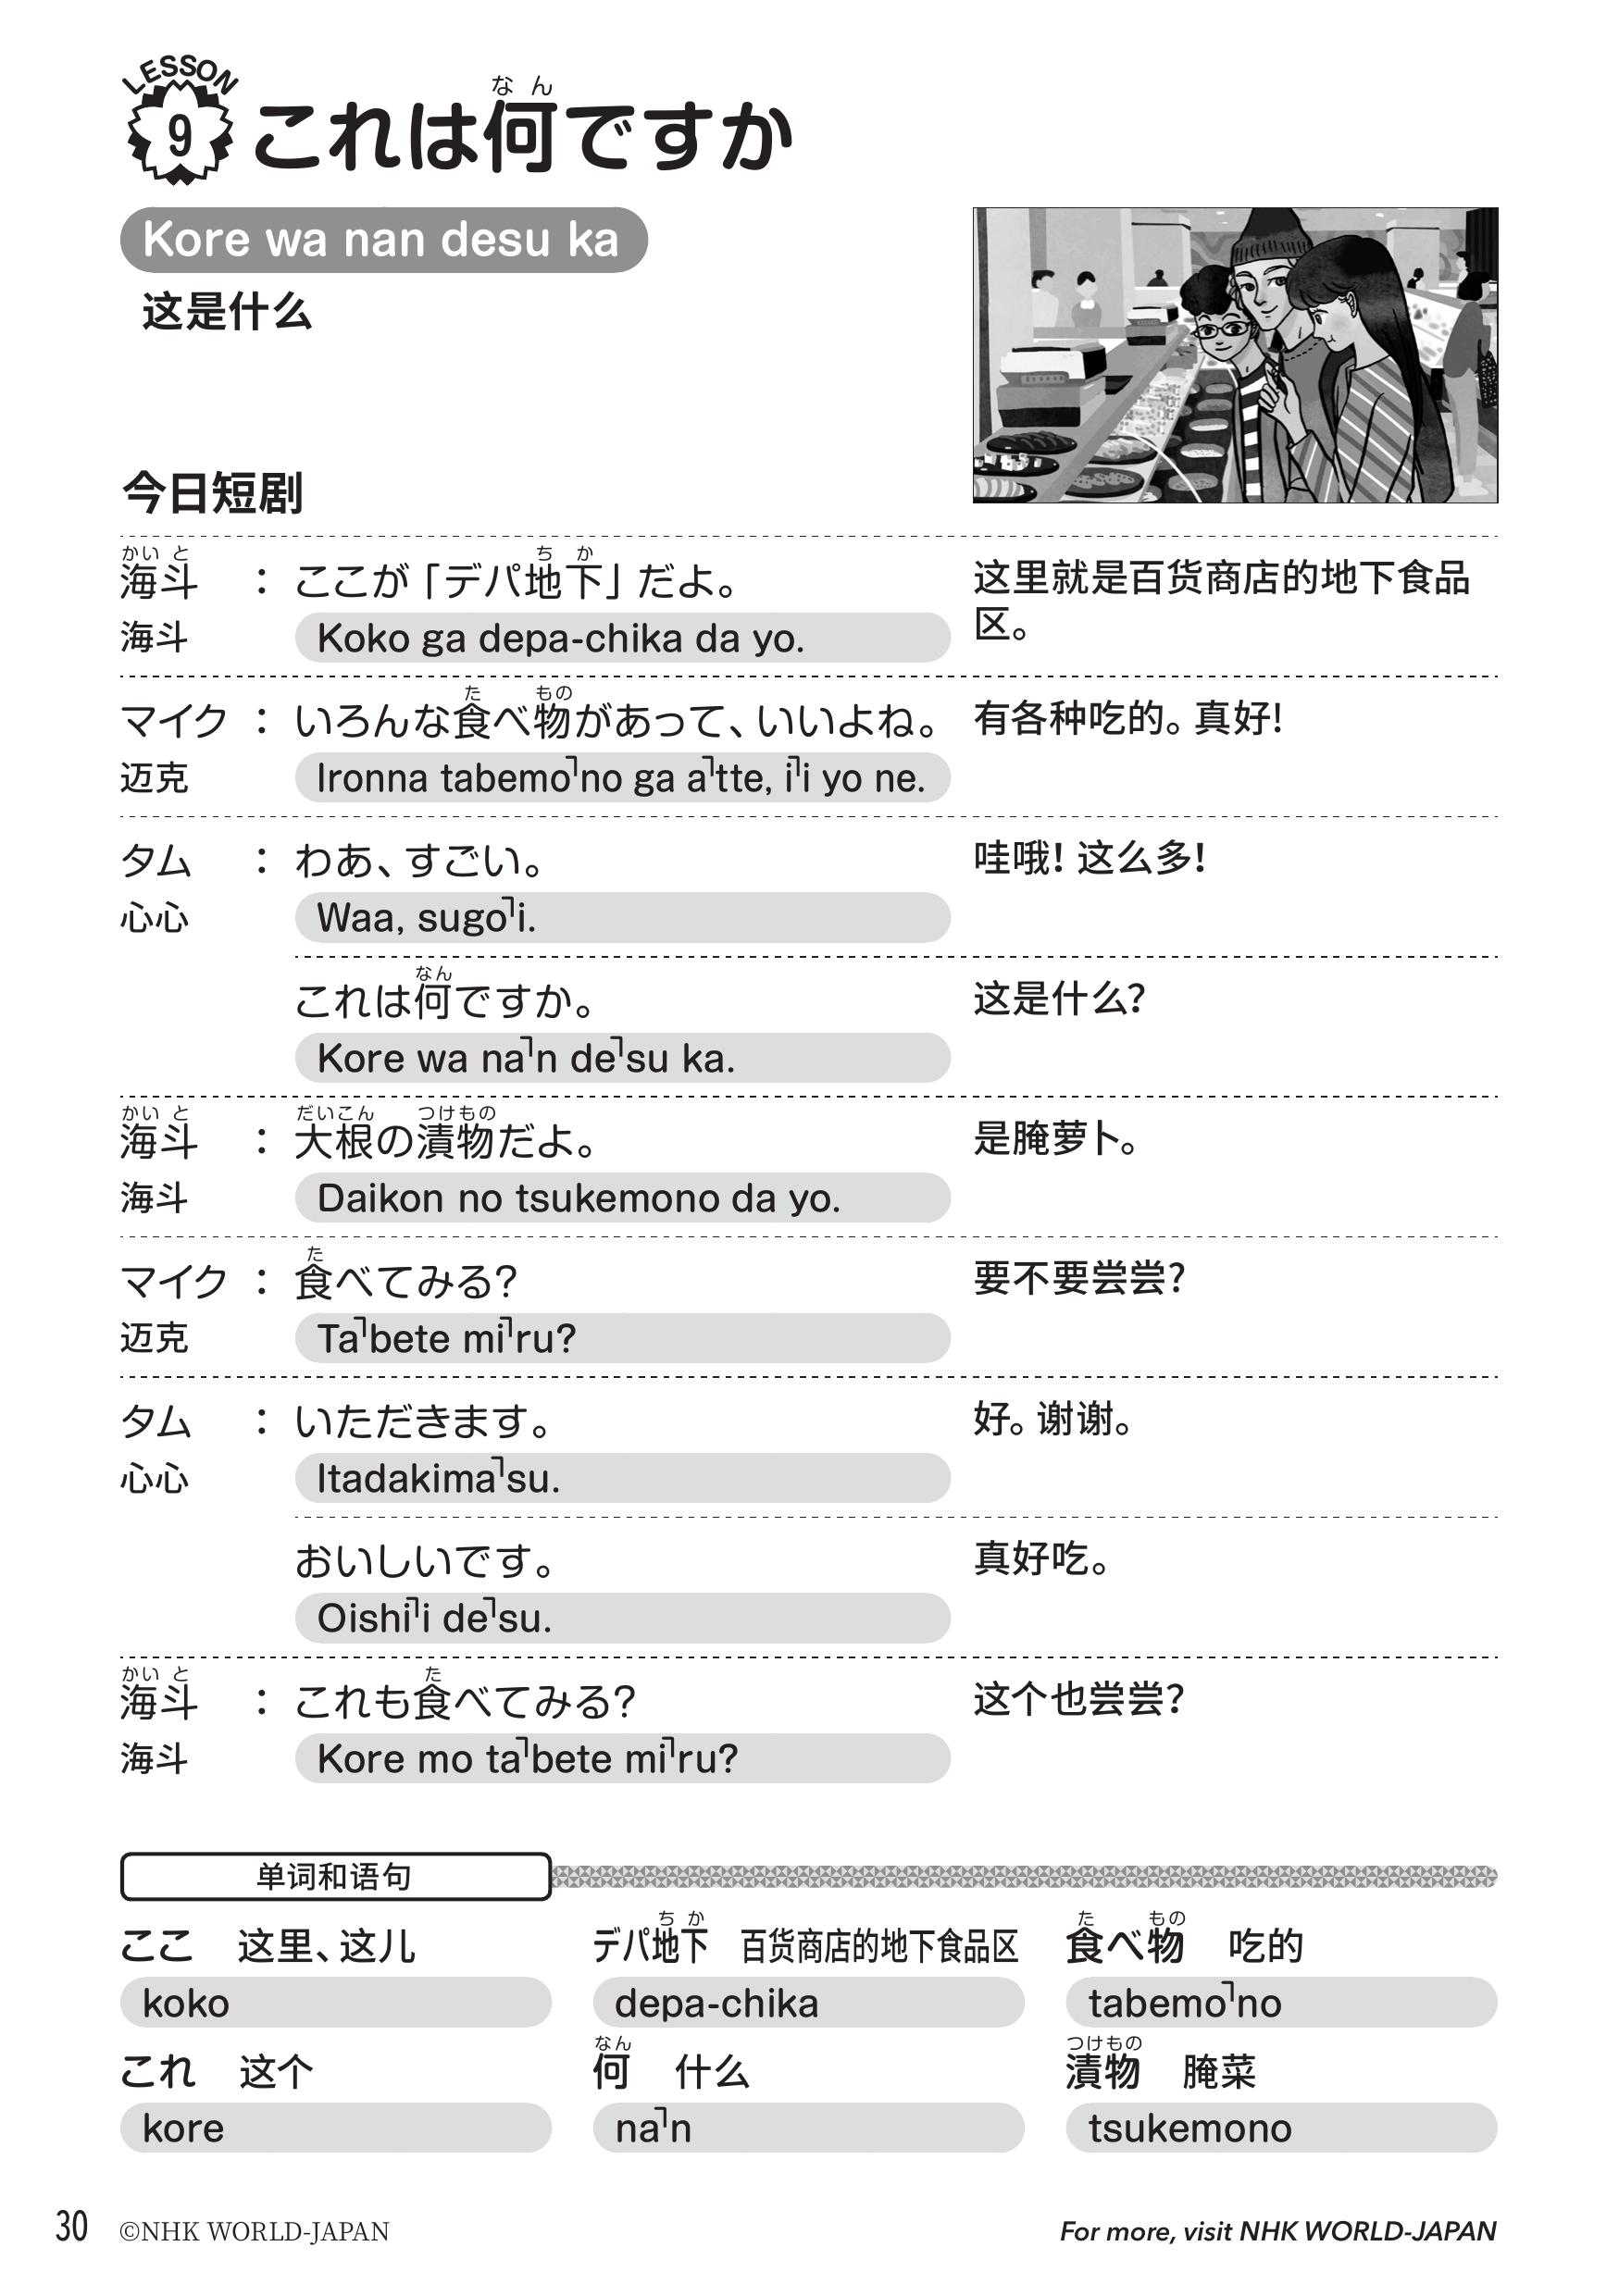 LESSON
9
なん
これは何ですか
Kore wa nan desu ka
这是什么
今日短剧
かい と ち か
海斗 : ここが「デパ地下」だよ。 这里就是百货商店的地下食品
区。
海斗 Koko ga depa-chika da yo.
た もの
マイク : いろんな食べ物があって、いいよね。 有各种吃的。真好!
迈克 Ironna tabemo˥no ga a˥tte, i˥i yo ne.
タム : わあ、すごい。 哇哦!这么多!
心心 Waa, sugo˥i.
なん
これは何ですか。 这是什么?
Kore wa na˥n de˥su ka.
かい と だいこん つけもの
海斗 : 大根の漬物だよ。 是腌萝卜。
海斗 Daikon no tsukemono da yo.
た
マイク : 食べてみる? 要不要尝尝?
迈克 Ta˥bete mi˥ru?
タム : いただきます。 好。谢谢。
心心 Itadakima˥su.
おいしいです。 真好吃。
Oishi˥i de˥su.
かい と た
海斗 : これも食べてみる? 这个也尝尝?
海斗 Kore mo ta˥bete mi˥ru?
单词和语句
ち か た もの
ここ 这里、这儿 デパ地下 百货商店的地下食品区 食べ物 吃的
koko depa-chika tabemo˥no
なん つけもの
これ 这个 何 什么 漬物 腌菜
kore na˥n tsukemono
30 ©NHK WORLD-JAPAN For more, visit NHK WORLD-JAPAN